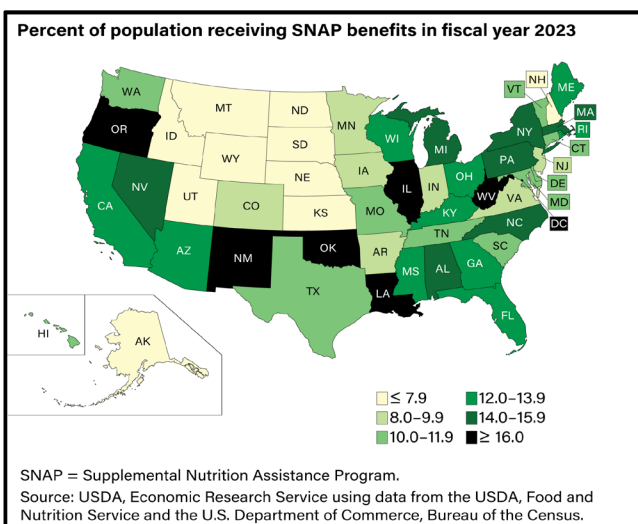 Percent of population receiving SNAP benefits in fiscal year 2023
WA
OR
CA
NV
ID
MT
WY
UT
AZ
CO
NM
ND
SD
NE
KS
OK
TX
MN
IA
MO
AR
LA
WI
IL
MI
IN
OH
KY
TN
MS
AL
GA
FL
SC
NC
VA
WV
PA
NY
VT
NH
ME
MA
RI
CT
NJ
DE
MD
DC
HI
AK
≤ 7.9
8.0–9.9
10.0–11.9
12.0–13.9
14.0–15.9
≥ 16.0
SNAP = Supplemental Nutrition Assistance Program.
Source: USDA, Economic Research Service using data from the USDA, Food and
Nutrition Service and the U.S. Department of Commerce, Bureau of the Census.